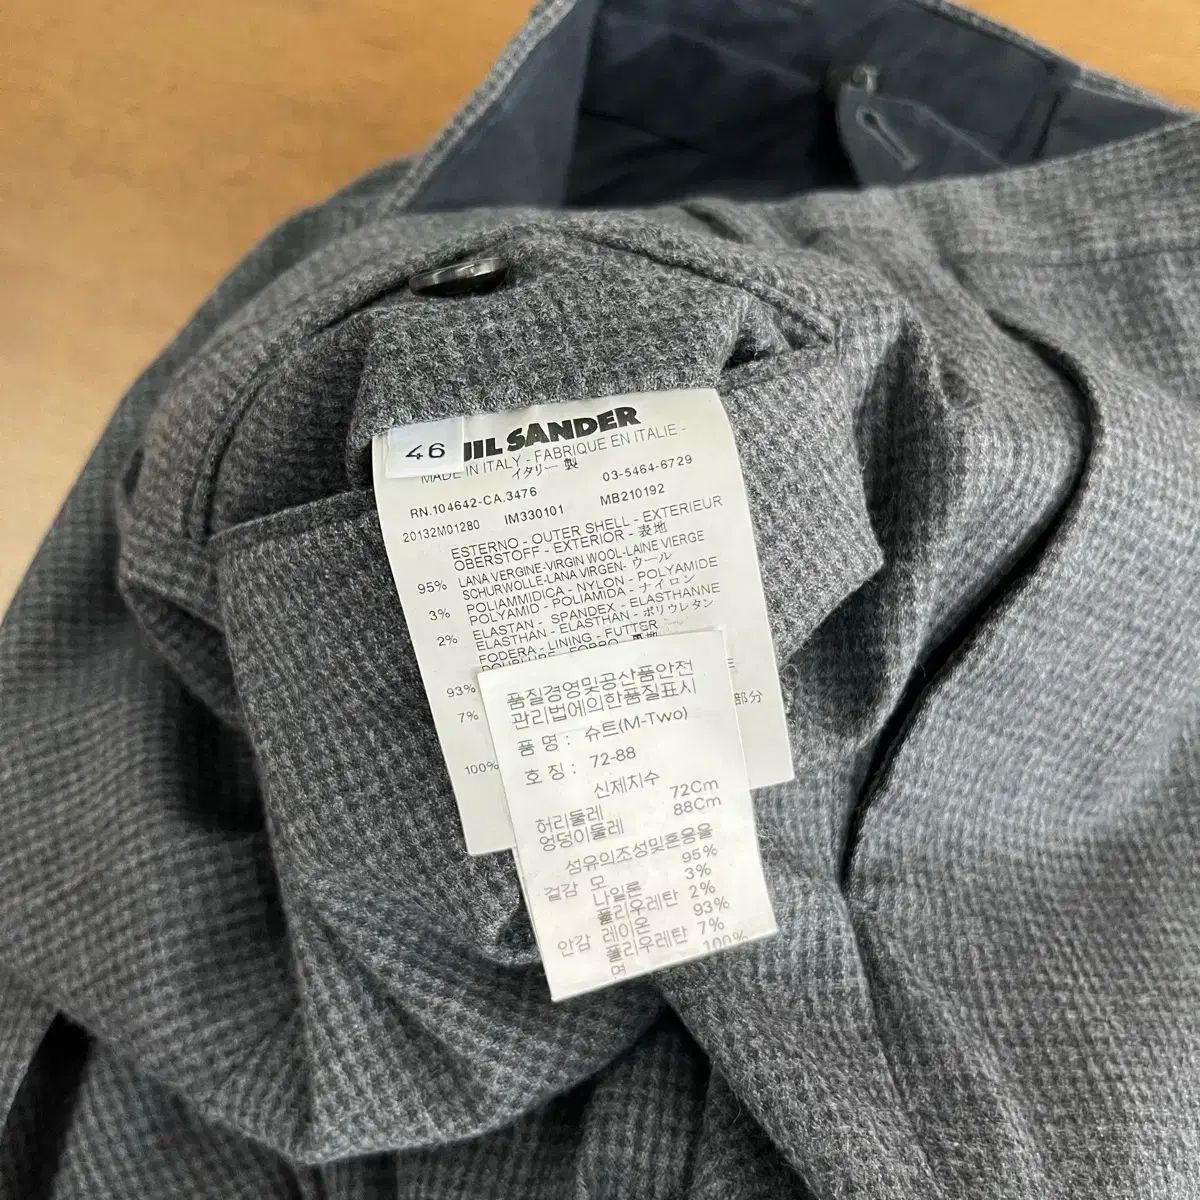 46
JIL SANDER
MADE IN ITALY - FABRIQUE EN ITALIE -
イタリー 製 03-5464-6729
RN.104642-CA.3476 MB210192
20132M01280 IM330101
ESTERNO - OUTER SHELL - EXTERIEUR
OBERSTOFF - EXTERIOR - 表地
95% LANA VERGINE-VIRGIN WOOL-LAINE VIERGE
SCHURWOLLE-LANA VIRGEN- ウール
3% POLIAMMIDICA - NYLON - POLYAMIDE
POLYAMID - POLIAMIDA - ナイロン
2% ELASTAN - SPANDEX - ELASTHANNE
ELASTHAN - ELASTHAN - ポリウレタン
FODERA - LINING - FUTTER
DOUBLURE - FORRO - 裏地
93%
7% 部分
100%
품질경영및공산품안전
관리법에의한품질표시
품 명 : 슈트(M-Two)
호 칭 : 72-88
신체치수
허리둘레 72Cm
엉덩이둘레 88Cm
섬유의조성및혼용율
겉감 모 95%
나일론 3%
폴리우레탄 2%
안감 레이온 93%
폴리우레탄 7%
면 100%